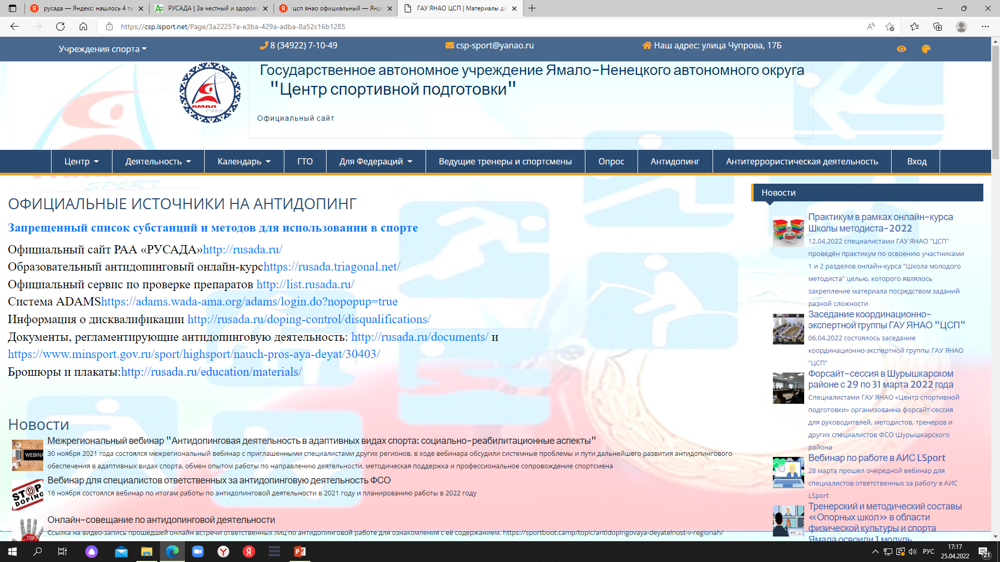 русада — Яндекс: нашлось 4 ты
РУСАДА | За честный и здоровь
цсп янао официальный — Янде
ГАУ ЯНАО ЦСП | Материалы дл
https://csp.lsport.net/Page/3a22257a-e3ba-429a-adba-8a52c16b1285
Учреждения спорта
8 (34922) 7-10-49
csp-sport@yanao.ru
Наш адрес: улица Чупрова, 17Б
Государственное автономное учреждение Ямало-Ненецкого автономного округа
"Центр спортивной подготовки"
Официальный сайт
ЯМАЛ
СПОРТ
SPORT
Центр
Деятельность
Календарь
ГТО
Для Федераций
Ведущие тренеры и спортсмены
Опрос
Антидопинг
Антитеррористическая деятельность
Вход
ОФИЦИАЛЬНЫЕ ИСТОЧНИКИ НА АНТИДОПИНГ
Запрещенный список субстанций и методов для использовании в спорте
Официальный сайт РАА «РУСАДА»http://rusada.ru/
Образовательный антидопинговый онлайн-курсhttps://rusada.triagonal.net/
Официальный сервис по проверке препаратов http://list.rusada.ru/
Система ADAMShttps://adams.wada-ama.org/adams/login.do?nopopup=true
Информация о дисквалификации http://rusada.ru/doping-control/disqualifications/
Документы, регламентирующие антидопинговую деятельность: http://rusada.ru/documents/ и
https://www.minsport.gov.ru/sport/highsport/nauch-pros-aya-deyat/30403/
Брошюры и плакаты:http://rusada.ru/education/materials/
Новости
WEBINA
Межрегиональный вебинар "Антидопинговая деятельность в адаптивных видах спорта: социально-реабилитационные аспекты"
30 ноября 2021 года состоялся межрегиональный вебинар с приглашенными специалистами других регионов, в ходе вебинара обсудили системные проблемы и пути дальнейшего развития антидопингового
обеспечения в адаптивных видах спорта, обмен опытом работы по направлению деятельности, методическая поддержка и профессиональное сопровождение спортсмена
STOP
DOPING
Вебинар для специалистов ответственных за антидопинговую деятельность ФСО
16 ноября состоялся вебинар по итогам работы по антидопинговой деятельности в 2021 году и планированию работы в 2022 году
STOP
Онлайн-совещание по антидопинговой деятельности
Ссылка на видео-запись прошедшей онлайн встречи ответственных лиц по антидопинговой работе для ознакомления с её содержанием. https://sportboot.camp/topic/antidopingovaya-deyatelnost-v-regionah/
Новости
Практикум в рамках онлайн-курса
Школы методиста-2022
12.04.2022 специалистами ГАУ ЯНАО "ЦСП"
проведён практикум по освоению участниками
1 и 2 разделов онлайн-курса "Школа молодого
методиста" целью, которого являлось
закрепление материала посредством заданий
разной сложности
Заседание координационно-
экспертной группы ГАУ ЯНАО "ЦСП"
06.04.2022 состоялось заседание
координационно-экспертной группы ГАУ ЯНАО
"ЦСП"
Форсайт-сессия в Шурышкарском
районе с 29 по 31 марта 2022 года
Специалистами ГАУ ЯНАО «Центр спортивной
подготовки» организованна форсайт-сессия
для руководителей, методистов, тренеров и
других специалистов ФСО Шурышкарского
района
Вебинар по работе в АИС LSport
28 марта прошел очередной вебинар для
специалистов ответственных за работу в АИС
LSport
Тренерский и методический составы
«Опорных школ» в области
физической культуры и спорта
Ямала освоили 1 модуль
РУС
17:17
25.04.2022
21